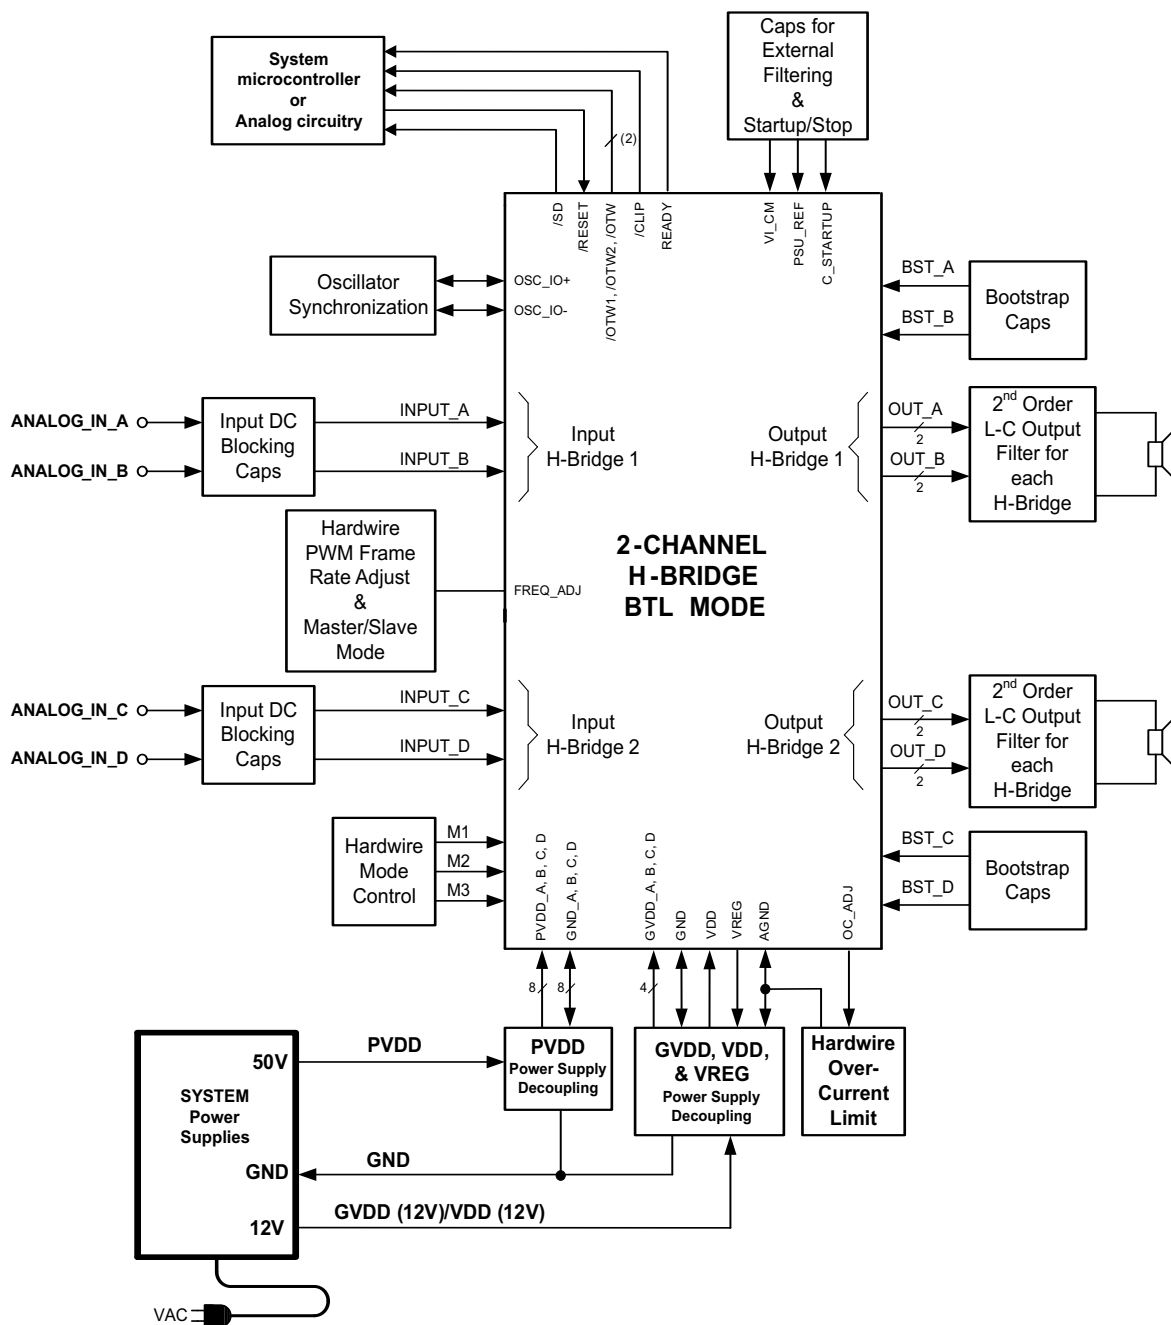 System
microcontroller
or
Analog circuitry
Caps for
External
Filtering
&
Startup/Stop
(2)
/SD
/RESET
/OTW1, /OTW2, /OTW
/CLIP
READY
VI_CM
PSU_REF
C_STARTUP
Oscillator
Synchronization
OSC_IO+
OSC_IO-
BST_A
BST_B
Bootstrap
Caps
ANALOG_IN_A
ANALOG_IN_B
Input DC
Blocking
Caps
INPUT_A
INPUT_B
Input
H-Bridge 1
Output
H-Bridge 1
OUT_A
2
OUT_B
2
2nd Order
L-C Output
Filter for
each
H-Bridge
Hardwire
PWM Frame
Rate Adjust
&
Master/Slave
Mode
FREQ_ADJ
2-CHANNEL
H-BRIDGE
BTL MODE
ANALOG_IN_C
ANALOG_IN_D
Input DC
Blocking
Caps
INPUT_C
INPUT_D
Input
H-Bridge 2
Output
H-Bridge 2
OUT_C
2
OUT_D
2
2nd Order
L-C Output
Filter for
each
H-Bridge
Hardwire
Mode
Control
M1
M2
M3
PVDD_A, B, C, D
GND_A, B, C, D
GVDD_A, B, C, D
GND
VDD
VREG
AGND
OC_ADJ
BST_C
BST_D
Bootstrap
Caps
8
8
4
SYSTEM
Power
Supplies
50V
GND
12V
PVDD
PVDD
Power Supply
Decoupling
GVDD, VDD,
& VREG
Power Supply
Decoupling
Hardwire
Over-
Current
Limit
GND
GVDD (12V)/VDD (12V)
VAC